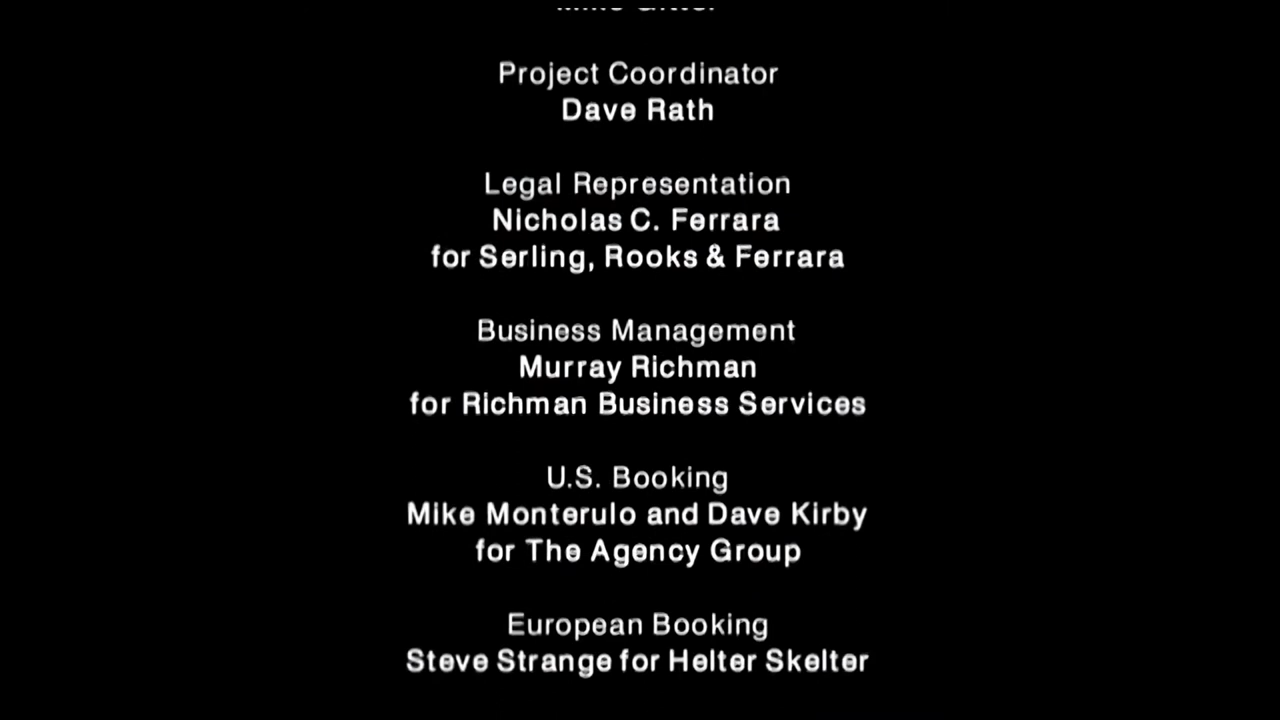 Project Coordinator
Dave Rath
Legal Representation
Nicholas C. Ferrara
for Serling, Rooks & Ferrara
Business Management
Murray Richman
for Richman Business Services
U.S. Booking
Mike Monterulo and Dave Kirby
for The Agency Group
European Booking
Steve Strange for Helter Skelter